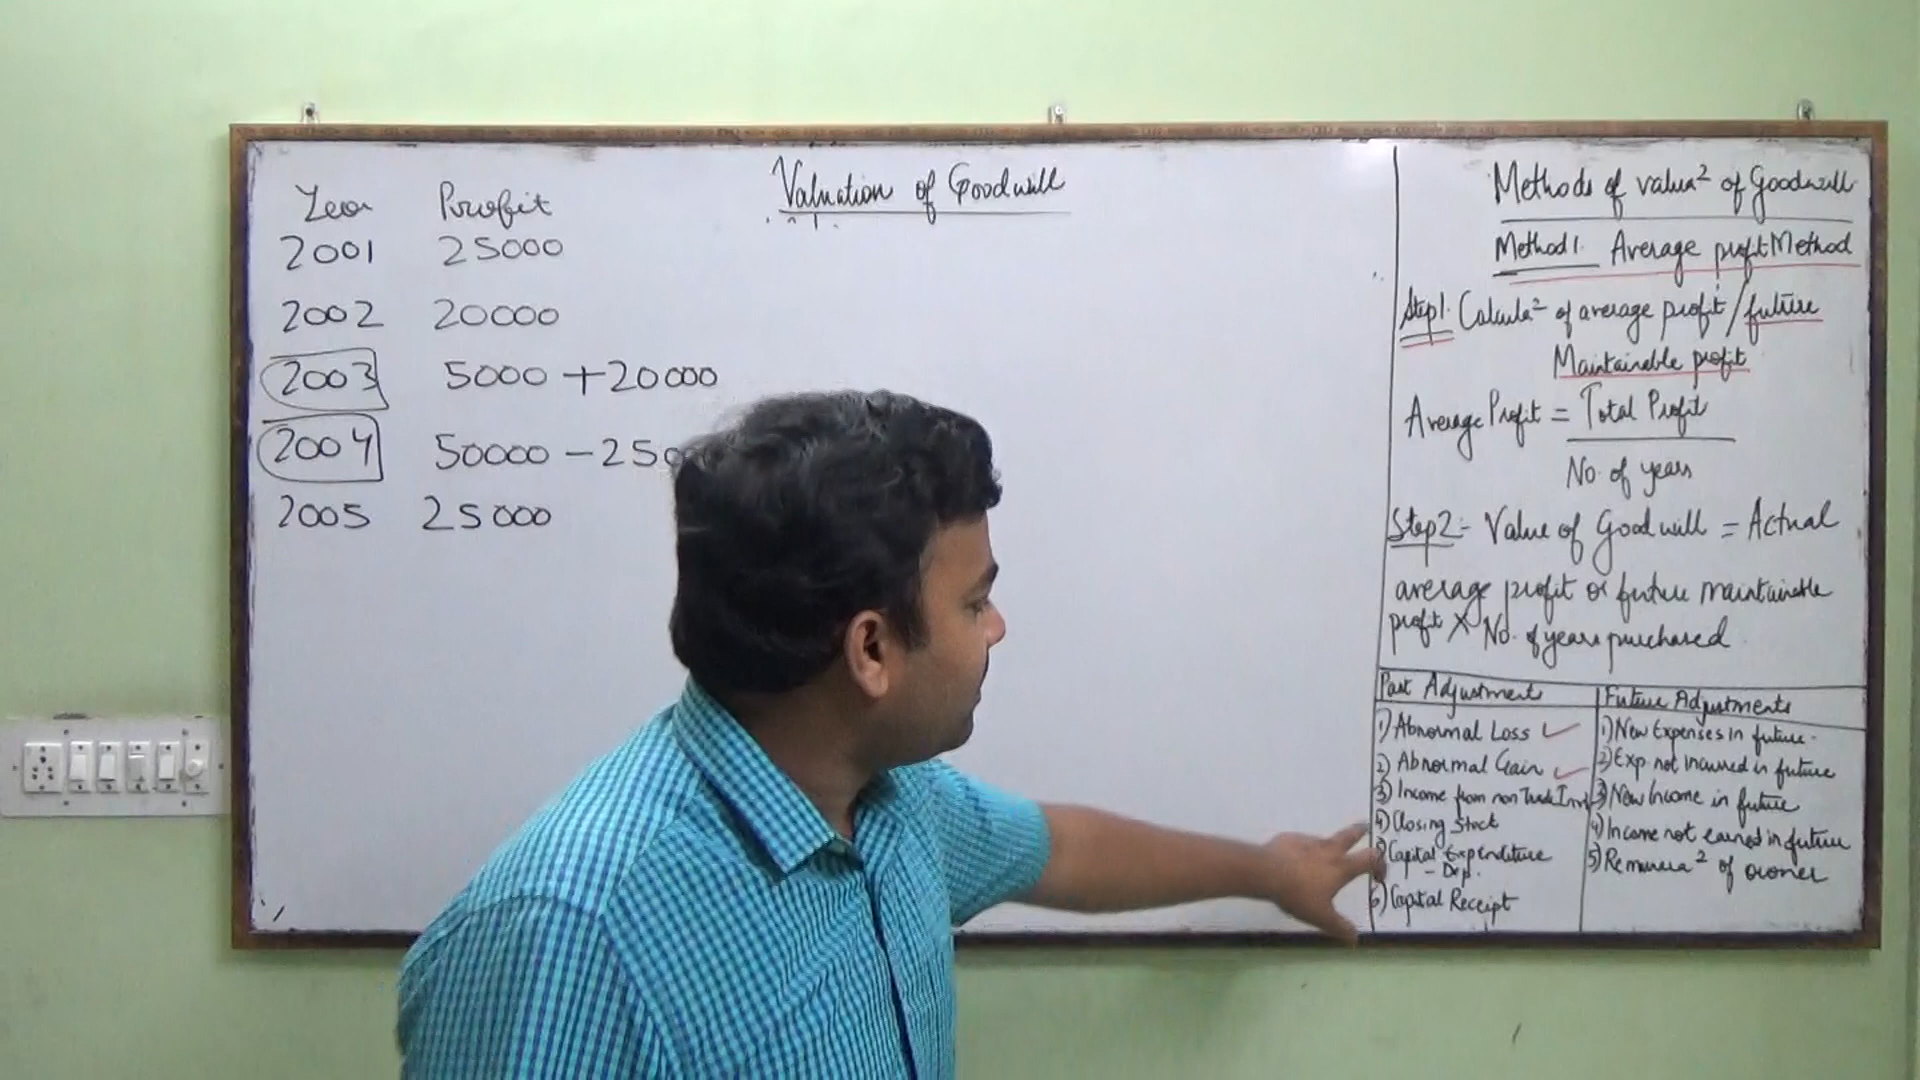 Valuation of Goodwill
Year Profit
2001 25000
2002 20000
2003 5000 +20000
2004 50000 -250
2005 25000
Methods of valua² of Goodwill
Method 1. Average profit Method
Step 1. Calcula² of average profit / future
Maintainable profit
Average Profit = Total Profit
No. of years
Step 2:- Value of Goodwill = Actual
average profit or future maintainable
profit X No. of years purchased
Past Adjustments
1) Abnormal Loss ✓
2) Abnormal Gain ✓
3) Income from non Trade Inv
4) Closing Stock
5) Capital Expenditure
- Dep.
6) Capital Receipt
Future Adjustments
1) New Expenses in future.
2) Exp. not incurred in future
3) New Income in future
4) Income not earned in future
5) Remunera² of owner